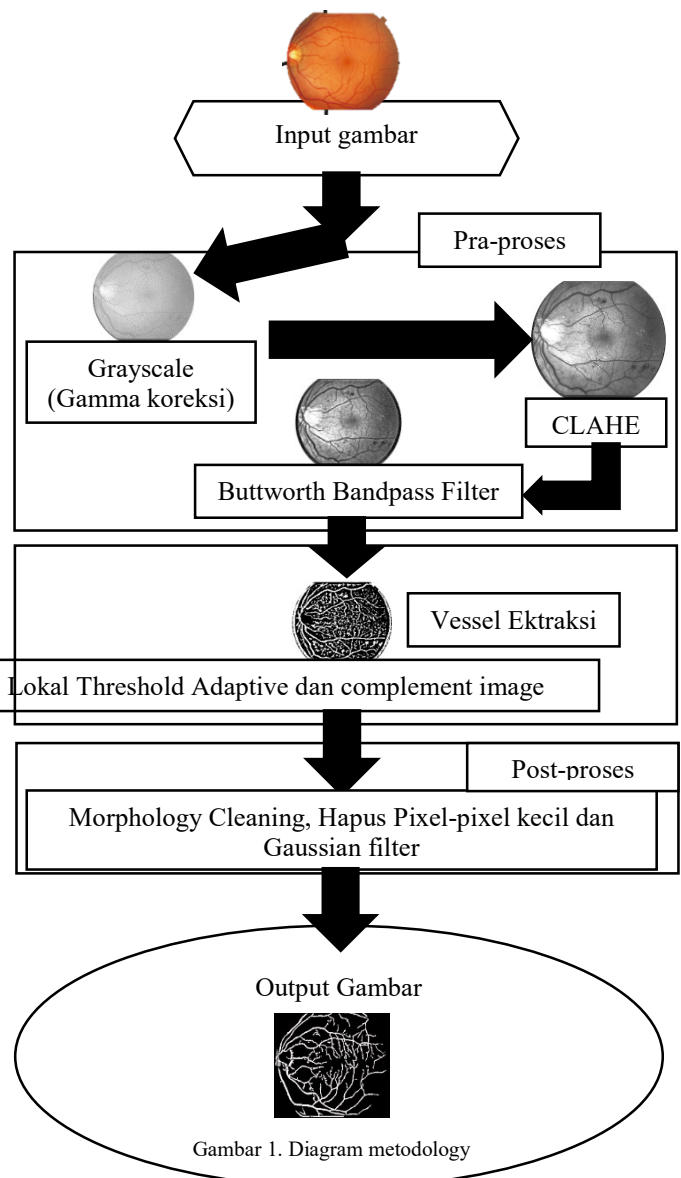 Input gambar
Pra-proses
Grayscale
(Gamma koreksi)
CLAHE
Buttworth Bandpass Filter
Vessel Ektraksi
Lokal Threshold Adaptive dan complement image
Post-proses
Morphology Cleaning, Hapus Pixel-pixel kecil dan
Gaussian filter
Output Gambar
Gambar 1. Diagram metodology